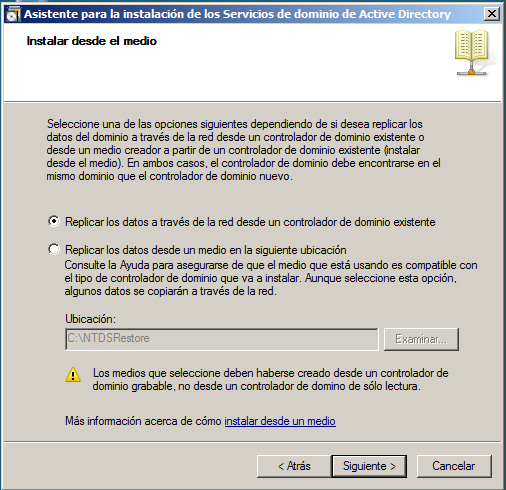 Asistente para la instalación de los Servicios de dominio de Active Directory
Instalar desde el medio
Seleccione una de las opciones siguientes dependiendo de si desea replicar los
datos del dominio a través de la red desde un controlador de dominio existente o
desde un medio creador a partir de un controlador de dominio existente (instalar
desde el medio). En ambos casos, el controlador de dominio debe encontrarse en el
mismo dominio que el controlador de dominio nuevo.
Replicar los datos a través de la red desde un controlador de dominio existente
Replicar los datos desde un medio en la siguiente ubicación
Consulte la Ayuda para asegurarse de que el medio que está usando es compatible con
el tipo de controlador de dominio que va a instalar. Aunque seleccione esta opción,
algunos datos se copiarán a través de la red.
Ubicación:
C:\NTDSRestore
Examinar...
Los medios que seleccione deben haberse creado desde un controlador de
dominio grabable, no desde un controlador de domino de sólo lectura.
Más información acerca de cómo instalar desde un medio
< Atrás
Siguiente >
Cancelar